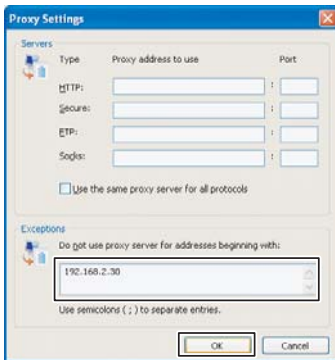 Proxy Settings
Servers
Type Proxy address to use Port
HTTP: :
Secure: :
FTP: :
Socks: :
Use the same proxy server for all protocols
Exceptions
Do not use proxy server for addresses beginning with:
192.168.2.30
Use semicolons ( ; ) to separate entries.
OK Cancel